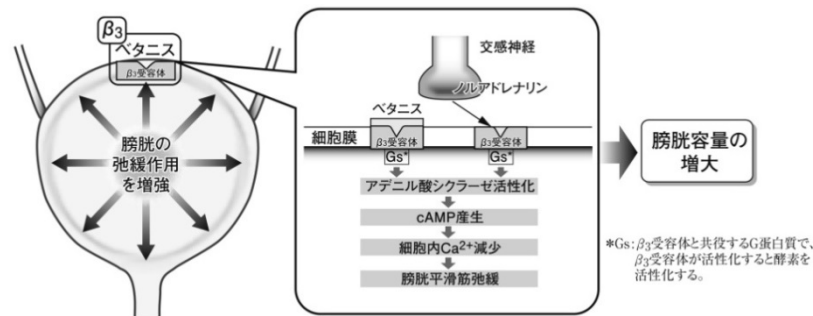 β₃
ベタニス
β₃受容体
膀胱の
弛緩作用
を増強
交感神経
ノルアドレナリン
ベタニス
細胞膜
β₃受容体
β₃受容体
Gs*
Gs*
アデニル酸シクラーゼ活性化
cAMP産生
細胞内Ca²⁺減少
膀胱平滑筋弛緩
膀胱容量の
増大
*Gs:β₃受容体と共役するG蛋白質で、
β₃受容体が活性化すると酵素を
活性化する。